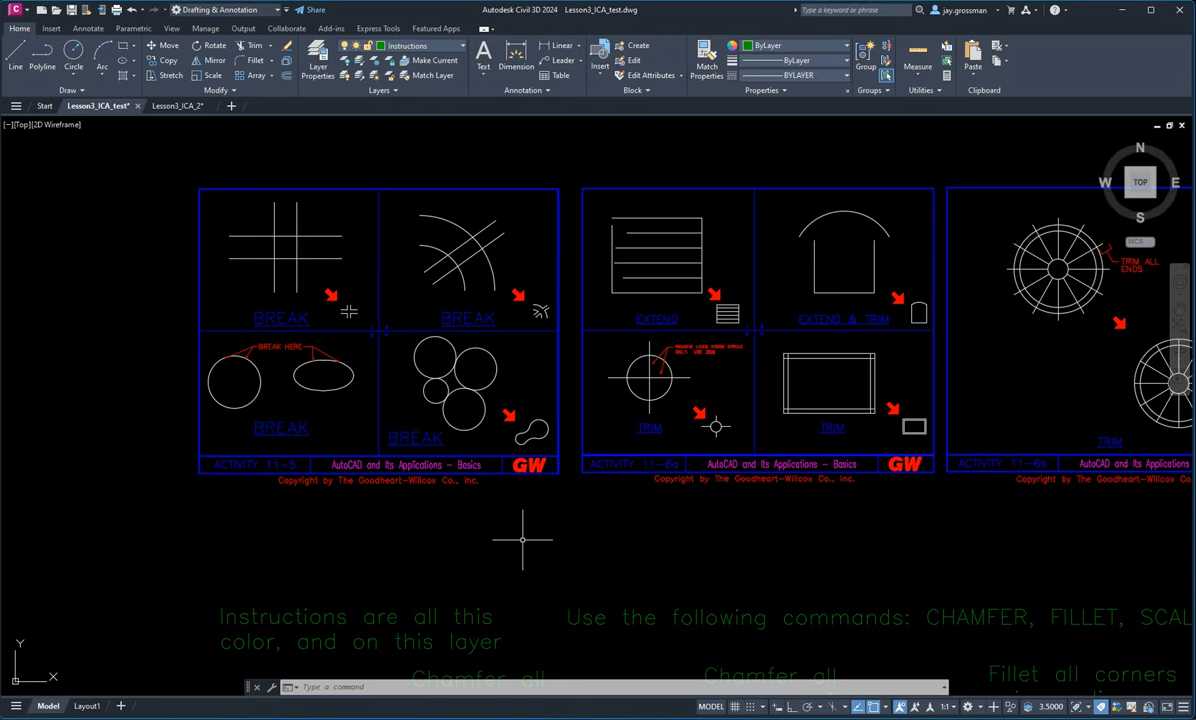 Drafting & Annotation
Share
Autodesk Civil 3D 2024 Lesson3_ICA_test.dwg
Type a keyword or phrase
jay.grossman
Home Insert Annotate Parametric View Manage Output Collaborate Add-ins Express Tools Featured Apps
Line
Polyline
Circle
Arc
Move
Rotate
Trim
Copy
Mirror
Fillet
Stretch
Scale
Array
Layer
Properties
Instructions
Make Current
Match Layer
Text
Dimension
Linear
Leader
Table
Insert
Create
Edit
Edit Attributes
Match
Properties
ByLayer
ByLayer
BYLAYER
Group
Measure
Paste
Draw
Modify
Layers
Annotation
Block
Properties
Groups
Utilities
Clipboard
Start
Lesson3_ICA_test*
Lesson3_ICA_2*
[−][Top][2D Wireframe]
N
W TOP E
S
WCS
BREAK
BREAK
EXTEND
EXTEND & TRIM
TRIM ALL
ENDS
BREAK HERE
BREAK
BREAK
TRIM
TRIM
TRIM
ACTIVITY 11-5
AutoCAD and Its Applications - Basics
GW
ACTIVITY 11-6a
AutoCAD and Its Applications - Basics
GW
ACTIVITY 11-6b
AutoCAD and Its Applications
Copyright by The Goodheart-Willcox Co., Inc.
Copyright by The Goodheart-Willcox Co., Inc.
Copyright by The Goodheart-Willcox Co
Instructions are all this
color, and on this layer
Use the following commands: CHAMFER, FILLET, SCAL
Chamfer all
Chamfer all
Fillet all corners
Y
X
Type a command
Model
Layout1
MODEL
1:1
3.5000